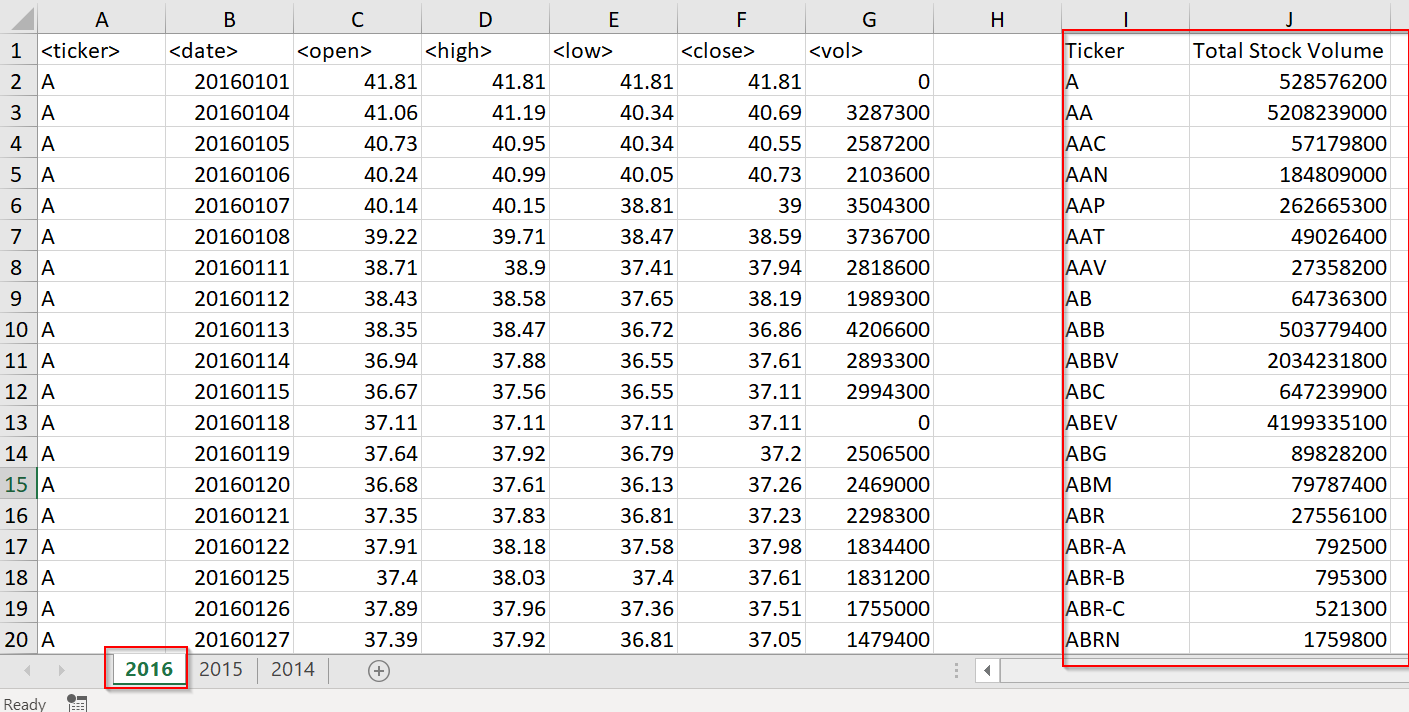 A B C D E F G H I J
1 <ticker> <date> <open> <high> <low> <close> <vol> Ticker Total Stock Volume
2 A 20160101 41.81 41.81 41.81 41.81 0 A 528576200
3 A 20160104 41.06 41.19 40.34 40.69 3287300 AA 5208239000
4 A 20160105 40.73 40.95 40.34 40.55 2587200 AAC 57179800
5 A 20160106 40.24 40.99 40.05 40.73 2103600 AAN 184809000
6 A 20160107 40.14 40.15 38.81 39 3504300 AAP 262665300
7 A 20160108 39.22 39.71 38.47 38.59 3736700 AAT 49026400
8 A 20160111 38.71 38.9 37.41 37.94 2818600 AAV 27358200
9 A 20160112 38.43 38.58 37.65 38.19 1989300 AB 64736300
10 A 20160113 38.35 38.47 36.72 36.86 4206600 ABB 503779400
11 A 20160114 36.94 37.88 36.55 37.61 2893300 ABBV 2034231800
12 A 20160115 36.67 37.56 36.55 37.11 2994300 ABC 647239900
13 A 20160118 37.11 37.11 37.11 37.11 0 ABEV 4199335100
14 A 20160119 37.64 37.92 36.79 37.2 2506500 ABG 89828200
15 A 20160120 36.68 37.61 36.13 37.26 2469000 ABM 79787400
16 A 20160121 37.35 37.83 36.81 37.23 2298300 ABR 27556100
17 A 20160122 37.91 38.18 37.58 37.98 1834400 ABR-A 792500
18 A 20160125 37.4 38.03 37.4 37.61 1831200 ABR-B 795300
19 A 20160126 37.89 37.96 37.36 37.51 1755000 ABR-C 521300
20 A 20160127 37.39 37.92 36.81 37.05 1479400 ABRN 1759800
2016 2015 2014
Ready